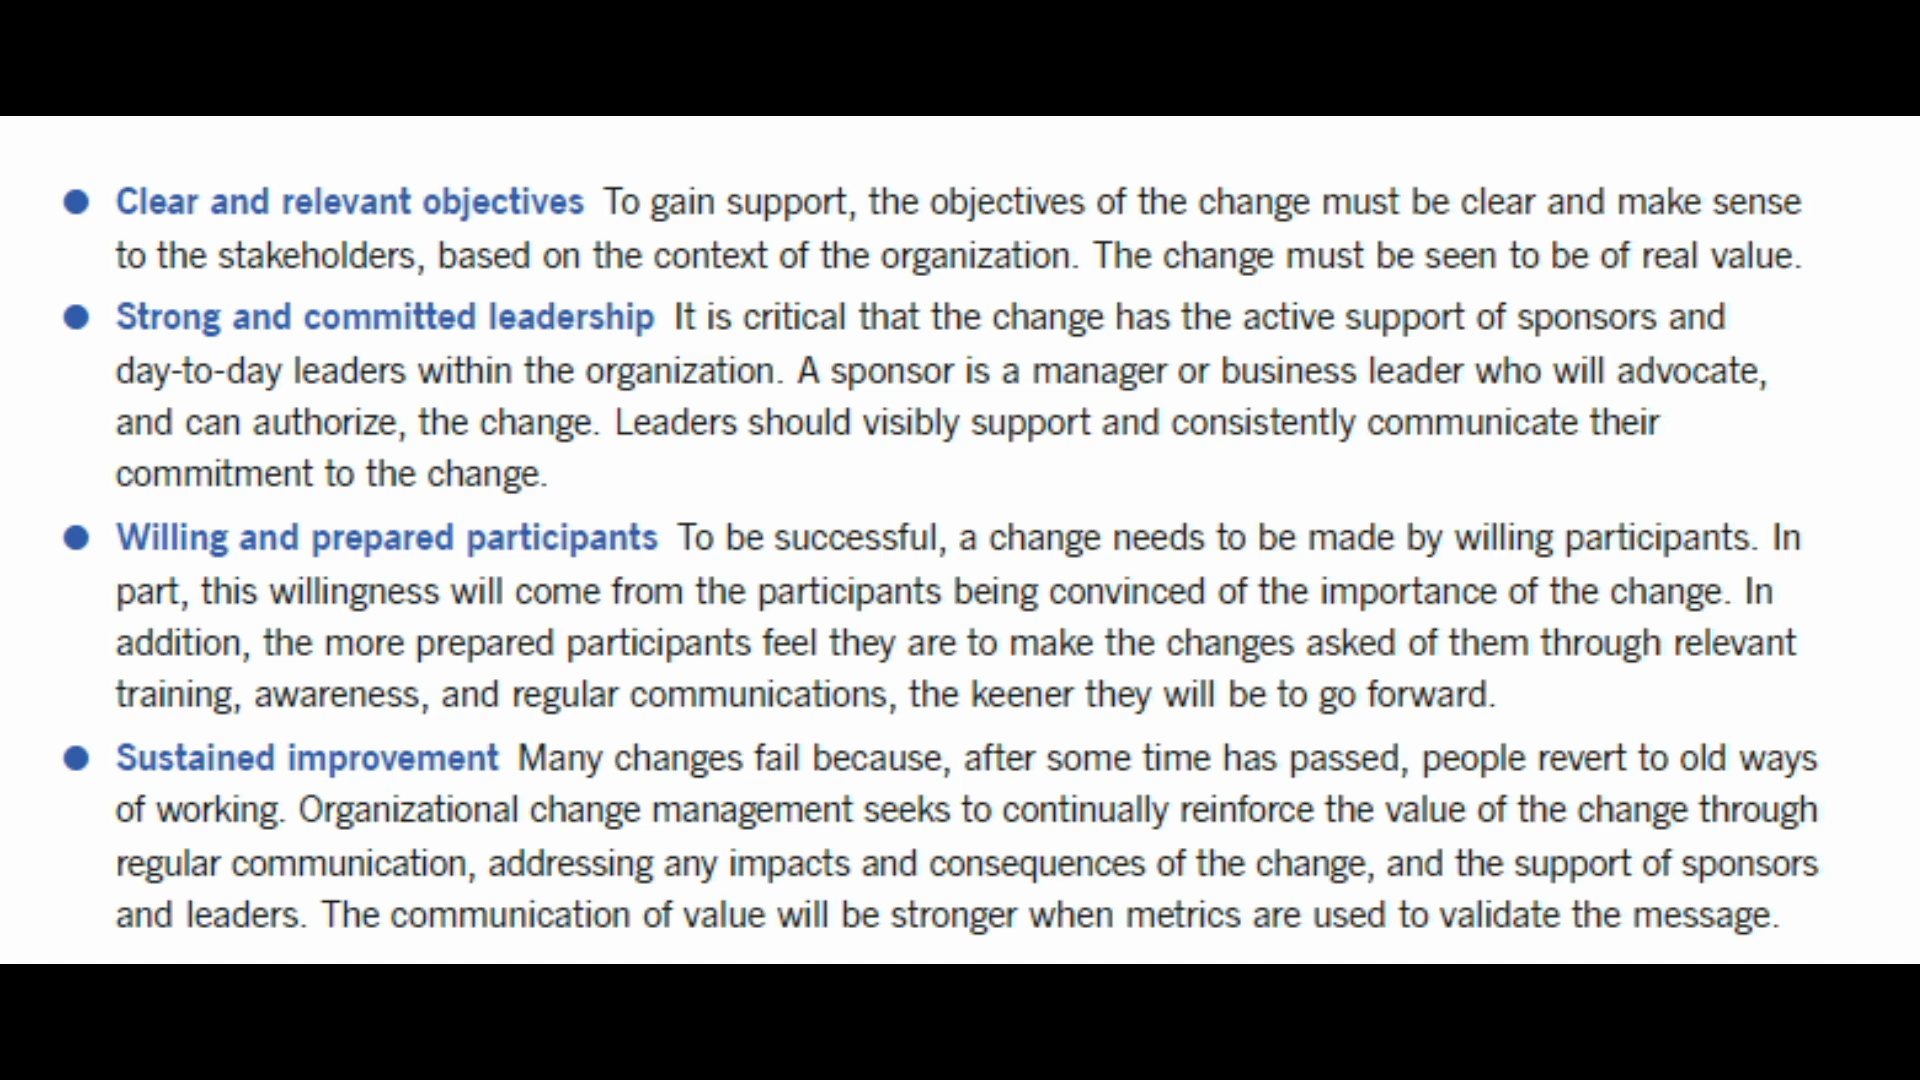 ● Clear and relevant objectives To gain support, the objectives of the change must be clear and make sense
to the stakeholders, based on the context of the organization. The change must be seen to be of real value.
● Strong and committed leadership It is critical that the change has the active support of sponsors and
day-to-day leaders within the organization. A sponsor is a manager or business leader who will advocate,
and can authorize, the change. Leaders should visibly support and consistently communicate their
commitment to the change.
● Willing and prepared participants To be successful, a change needs to be made by willing participants. In
part, this willingness will come from the participants being convinced of the importance of the change. In
addition, the more prepared participants feel they are to make the changes asked of them through relevant
training, awareness, and regular communications, the keener they will be to go forward.
● Sustained improvement Many changes fail because, after some time has passed, people revert to old ways
of working. Organizational change management seeks to continually reinforce the value of the change through
regular communication, addressing any impacts and consequences of the change, and the support of sponsors
and leaders. The communication of value will be stronger when metrics are used to validate the message.